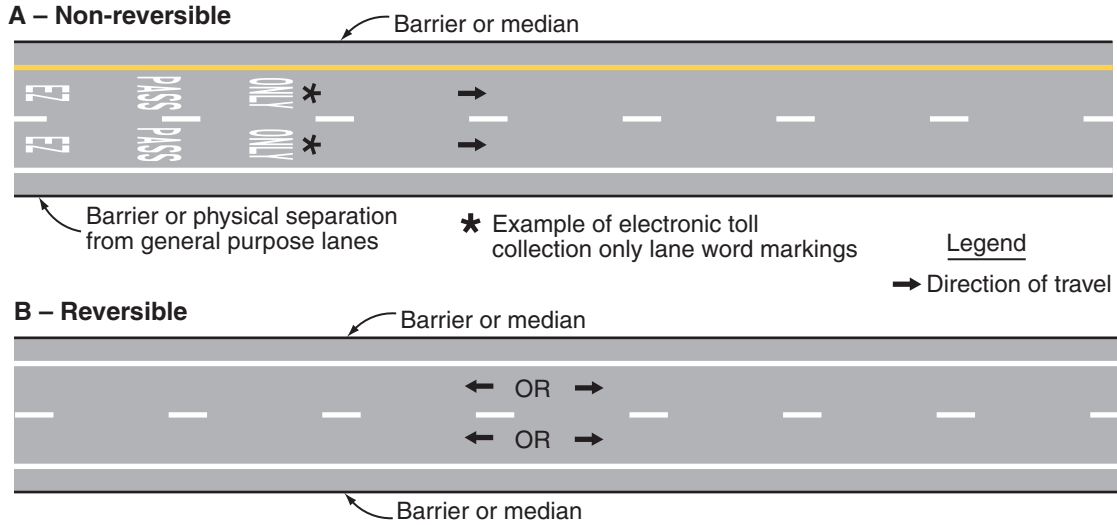 A – Non-reversible
Barrier or median
EZ PASS ONLY *
EZ PASS ONLY *
Barrier or physical separation
from general purpose lanes
* Example of electronic toll
collection only lane word markings
Legend
Direction of travel
B – Reversible
Barrier or median
OR
OR
Barrier or median